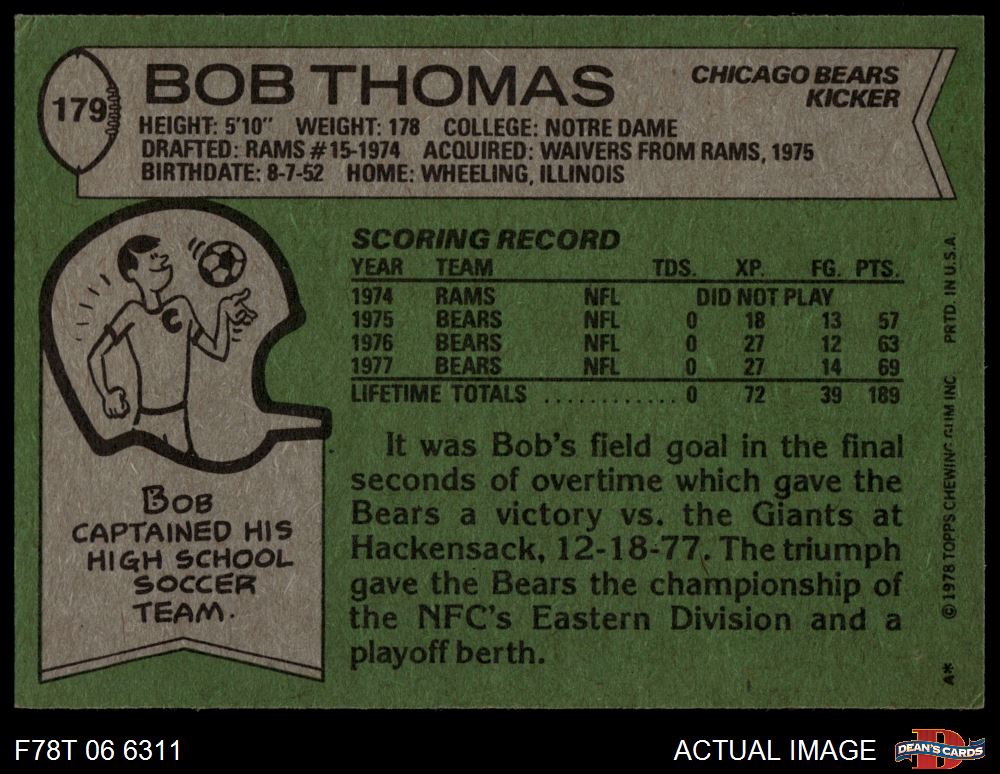 179
BOB THOMAS
CHICAGO BEARS
KICKER
HEIGHT: 5'10" WEIGHT: 178 COLLEGE: NOTRE DAME
DRAFTED: RAMS #15-1974 ACQUIRED: WAIVERS FROM RAMS, 1975
BIRTHDATE: 8-7-52 HOME: WHEELING, ILLINOIS
C
BOB
CAPTAINED HIS
HIGH SCHOOL
SOCCER
TEAM.
SCORING RECORD
YEAR TEAM TDS. XP. FG. PTS.
1974 RAMS NFL DID NOT PLAY
1975 BEARS NFL 0 18 13 57
1976 BEARS NFL 0 27 12 63
1977 BEARS NFL 0 27 14 69
LIFETIME TOTALS ............ 0 72 39 189
It was Bob's field goal in the final
seconds of overtime which gave the
Bears a victory vs. the Giants at
Hackensack, 12-18-77. The triumph
gave the Bears the championship of
the NFC's Eastern Division and a
playoff berth.
A* © 1978 TOPPS CHEWING GUM INC. PRTD. IN U.S.A.
F78T 06 6311
ACTUAL IMAGE
D
DEAN'S CARDS